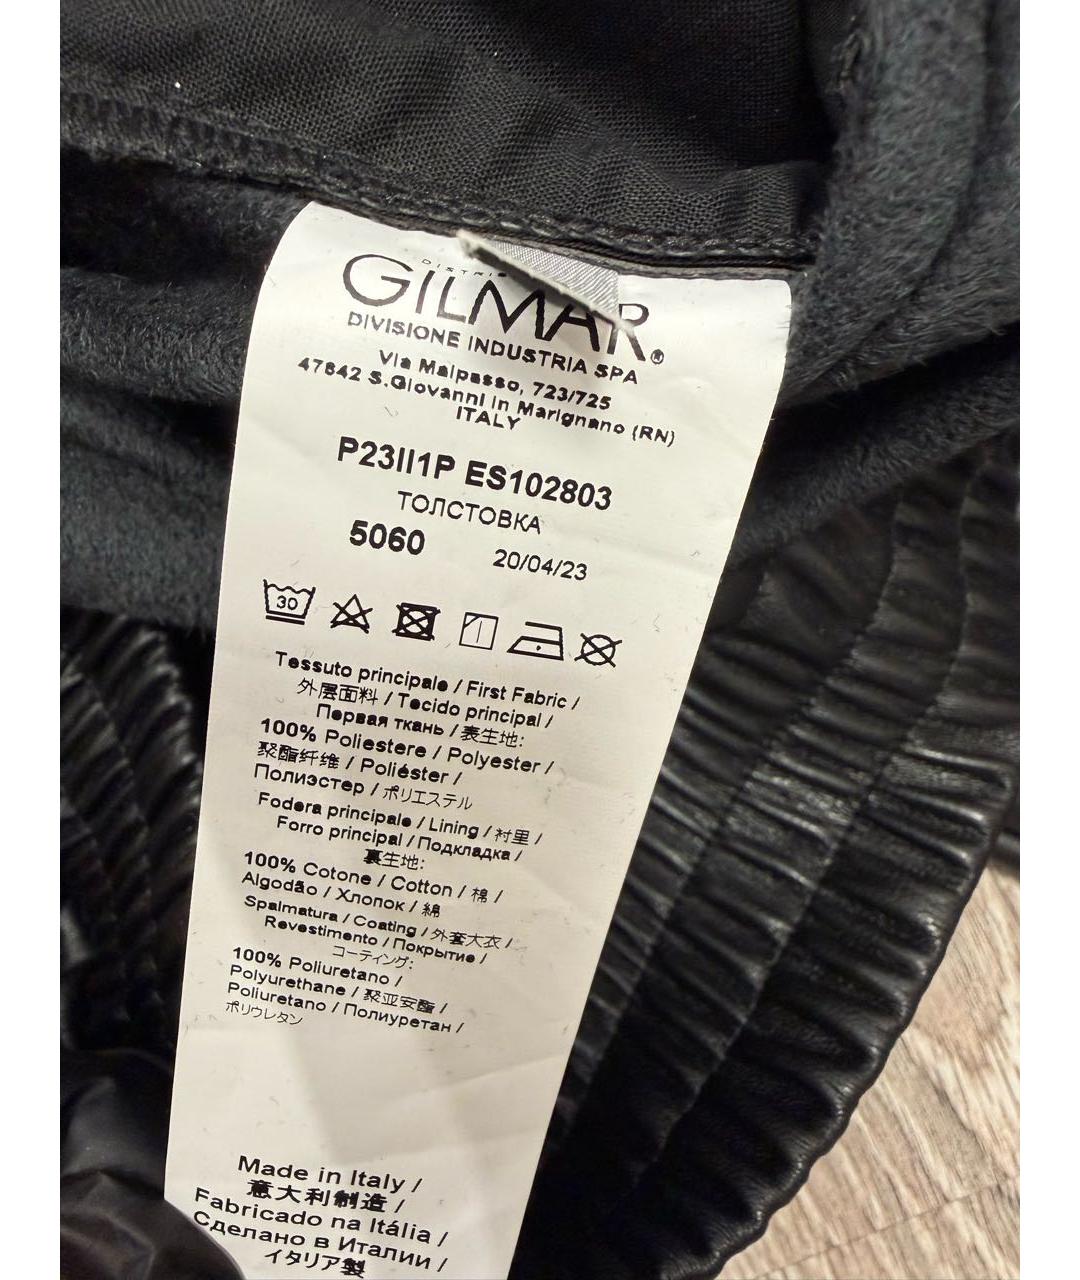 GILMAR®
DIVISIONE INDUSTRIA SPA
Via Malpasso, 723/725
47842 S.Giovanni in Marignano (RN)
ITALY
P23II1P ES102803
ТОЛСТОВКА
5060 20/04/23
30
Tessuto principale / First Fabric /
外层面料 / Tecido principal /
Первая ткань / 表生地:
100% Poliestere / Polyester /
聚酯纤维 / Poliéster /
Полиэстер / ポリエステル
Fodera principale / Lining / 衬里 /
Forro principal / Подкладка /
裏生地:
100% Cotone / Cotton / 棉 /
Algodão / Хлопок / 綿
Spalmatura / Coating / 外套大衣 /
Revestimento / Покрытие /
コーティング:
100% Poliuretano /
Polyurethane / 聚亚安酯 /
Poliuretano / Полиуретан /
ポリウレタン
Made in Italy /
意大利制造 /
Fabricado na Itália /
Сделано в Италии /
イタリア製